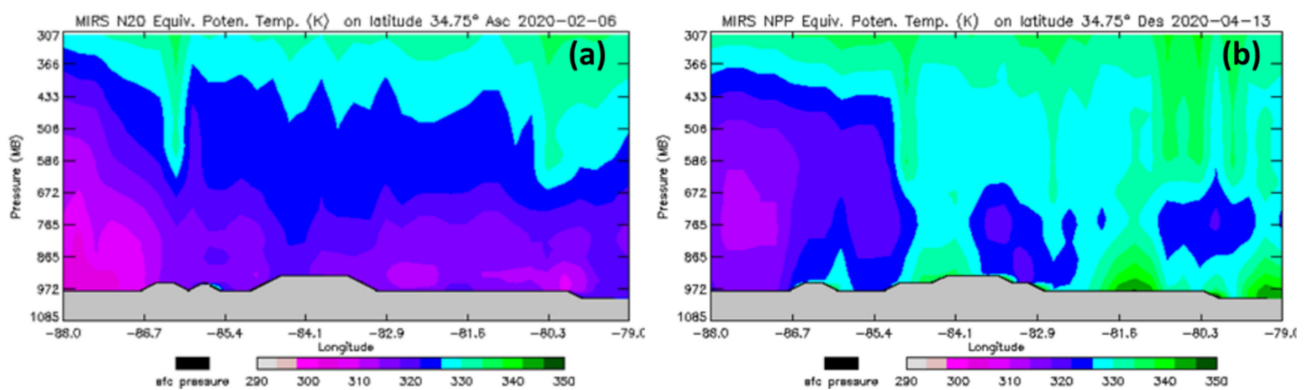 MIRS N20 Equiv. Poten. Temp. (K) on latitude 34.75° Asc 2020-02-06
(a)
307
366
433
506
586
672
765
865
972
1085
Pressure (MB)
-88.0 -86.7 -85.4 -84.1 -82.9 -81.6 -80.3 -79.0
Longitude
sfc pressure
290 300 310 320 330 340 350
MIRS NPP Equiv. Poten. Temp. (K) on latitude 34.75° Des 2020-04-13
(b)
307
366
433
506
586
672
765
865
972
1085
Pressure (MB)
-88.0 -86.7 -85.4 -84.1 -82.9 -81.6 -80.3 -79.0
Longitude
sfc pressure
290 300 310 320 330 340 350